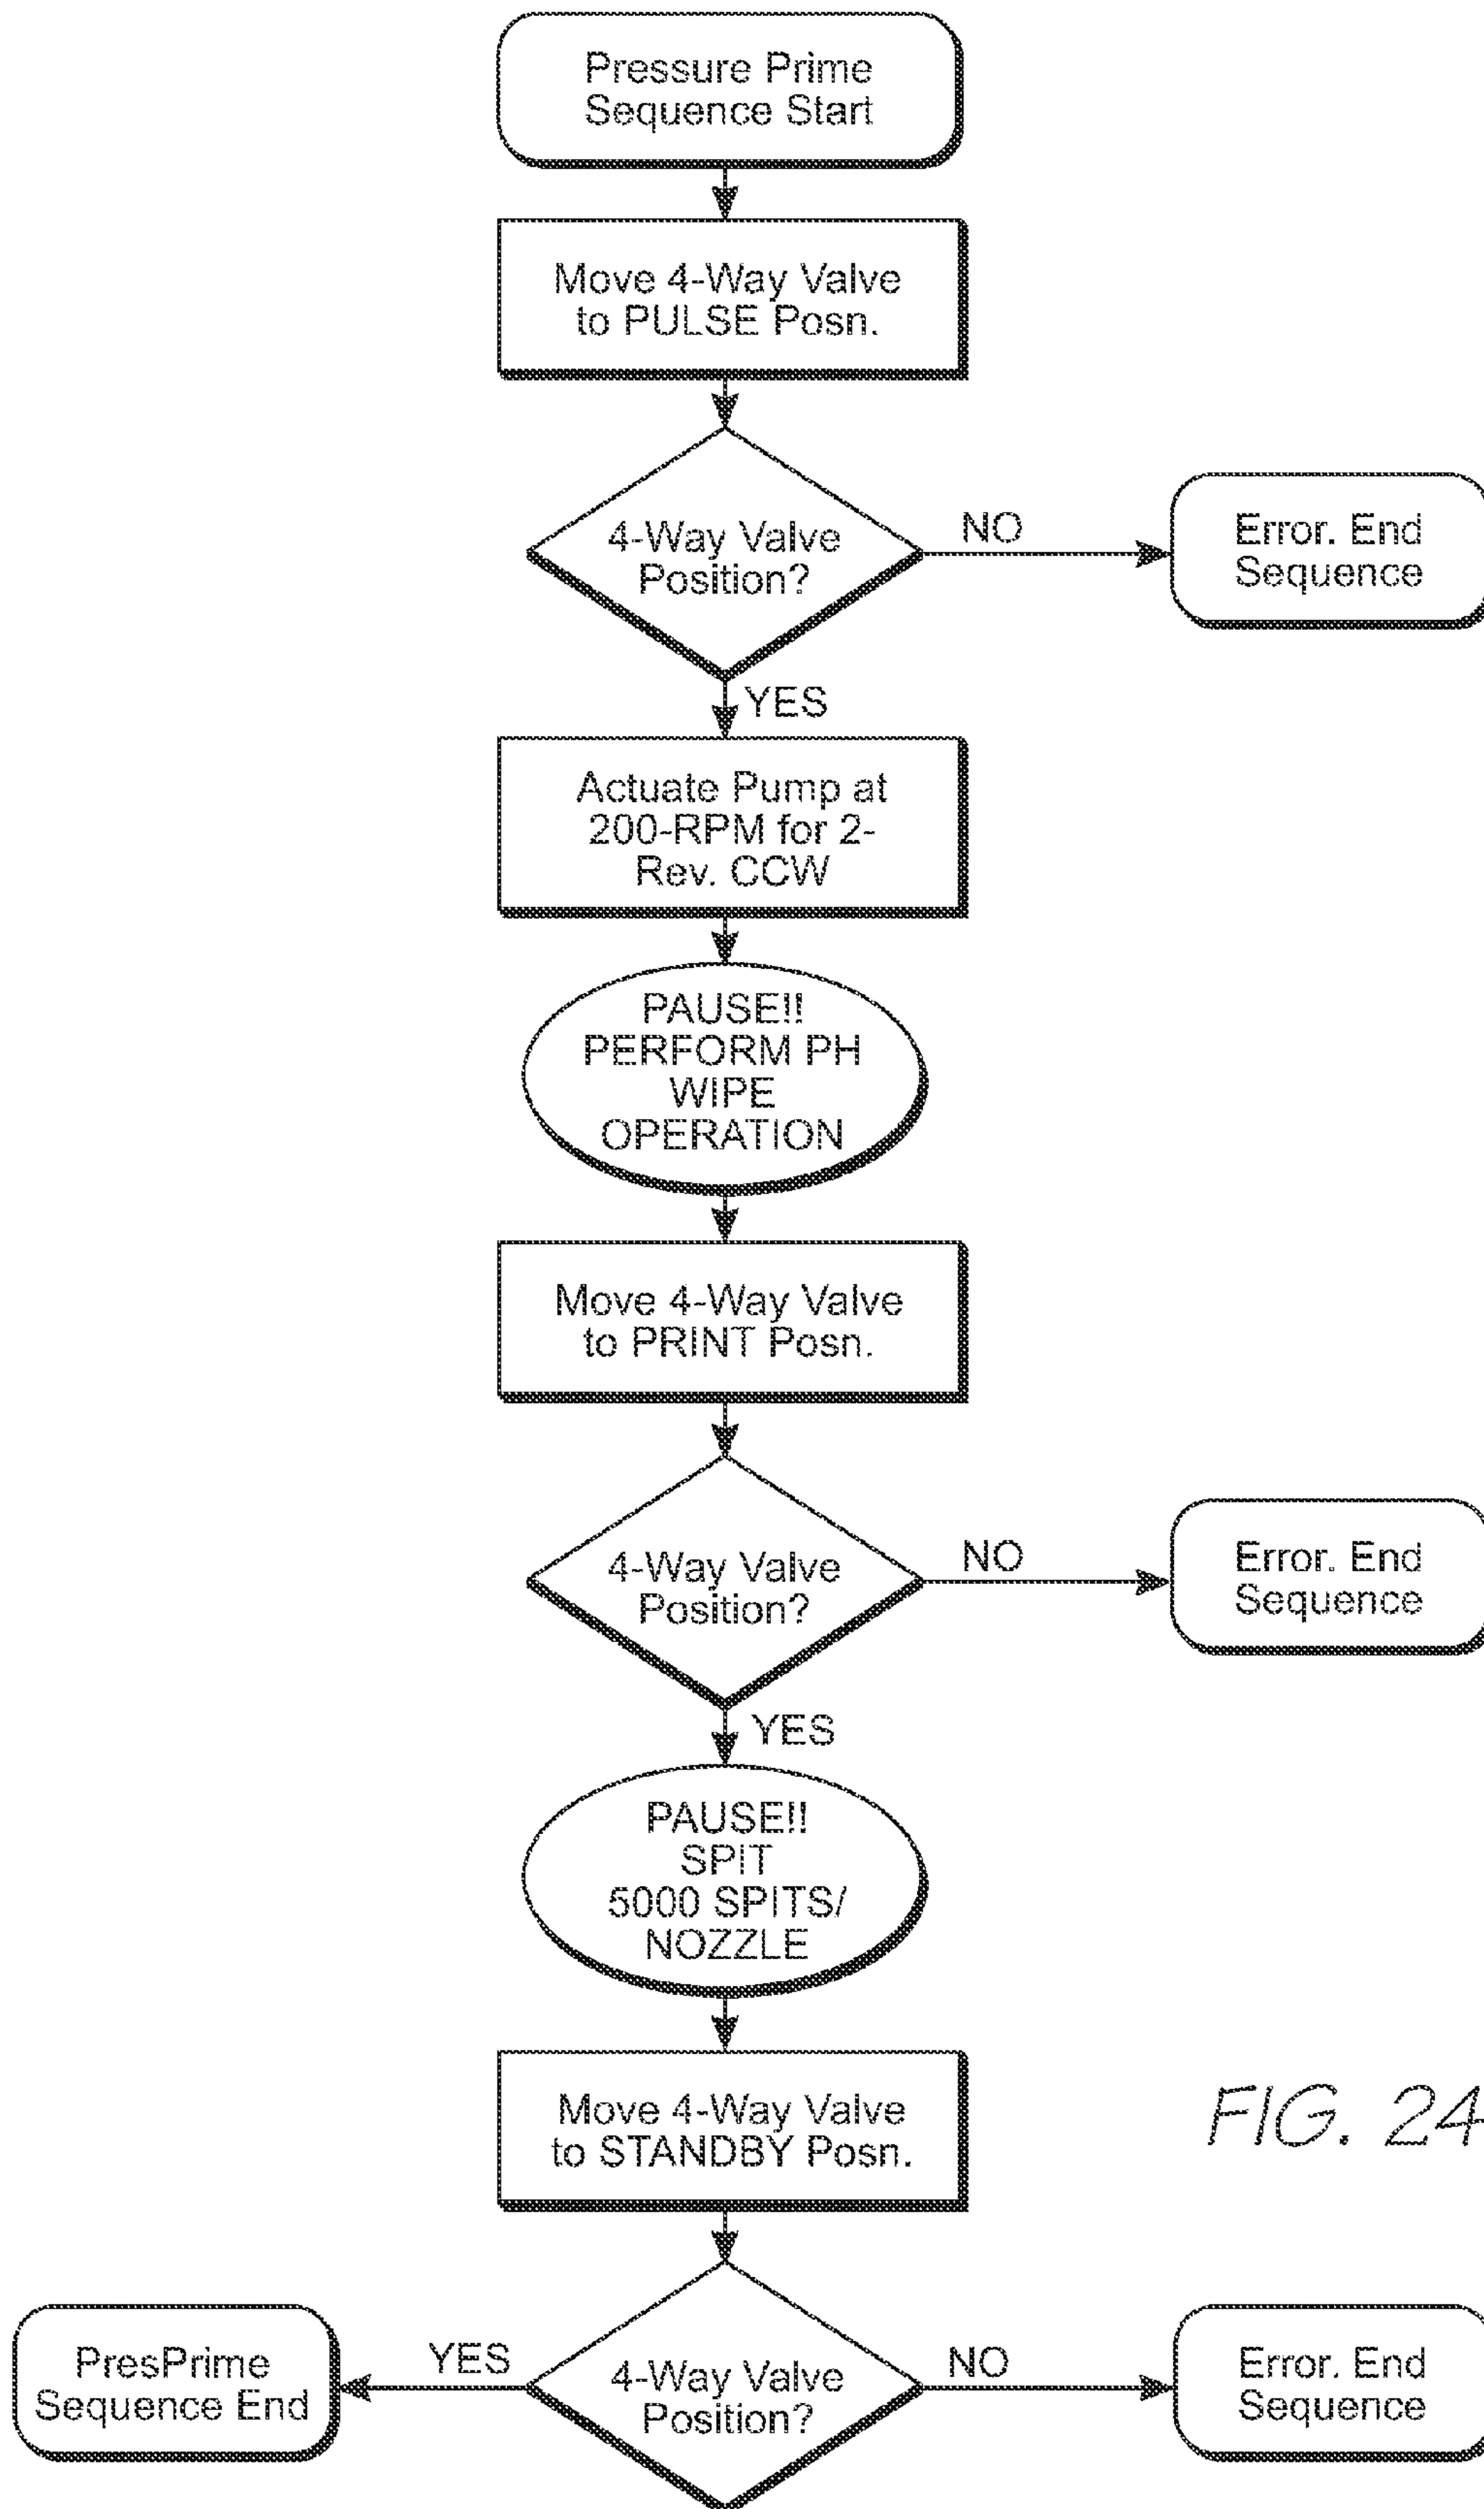 Pressure Prime
Sequence Start
Move 4-Way Valve
to PULSE Posn.
4-Way Valve
Position?
NO
Error. End
Sequence
YES
Actuate Pump at
200-RPM for 2-
Rev. CCW
PAUSE!!
PERFORM PH
WIPE
OPERATION
Move 4-Way Valve
to PRINT Posn.
4-Way Valve
Position?
NO
Error. End
Sequence
YES
PAUSE!!
SPIT
5000 SPITS/
NOZZLE
Move 4-Way Valve
to STANDBY Posn.
FIG. 24
PresPrime
Sequence End
YES
4-Way Valve
Position?
NO
Error. End
Sequence